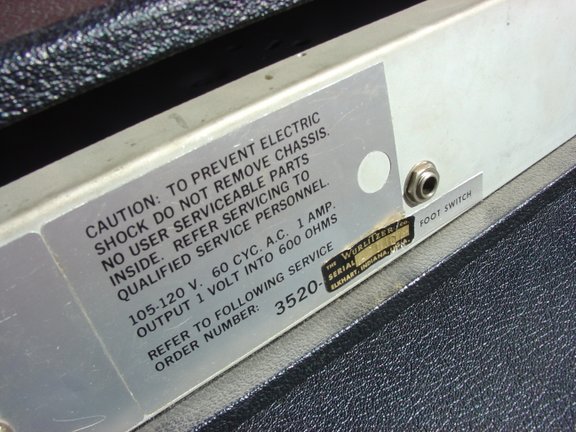 CAUTION: TO PREVENT ELECTRIC
SHOCK DO NOT REMOVE CHASSIS.
NO USER SERVICEABLE PARTS
INSIDE. REFER SERVICING TO
QUALIFIED SERVICE PERSONNEL.
105-120 V. 60 CYC. A.C. 1 AMP.
OUTPUT 1 VOLT INTO 600 OHMS
REFER TO FOLLOWING SERVICE
ORDER NUMBER: 3520-
THE WURLITZER
SERIAL
ELKHART, INDIANA,
FOOT SWITCH